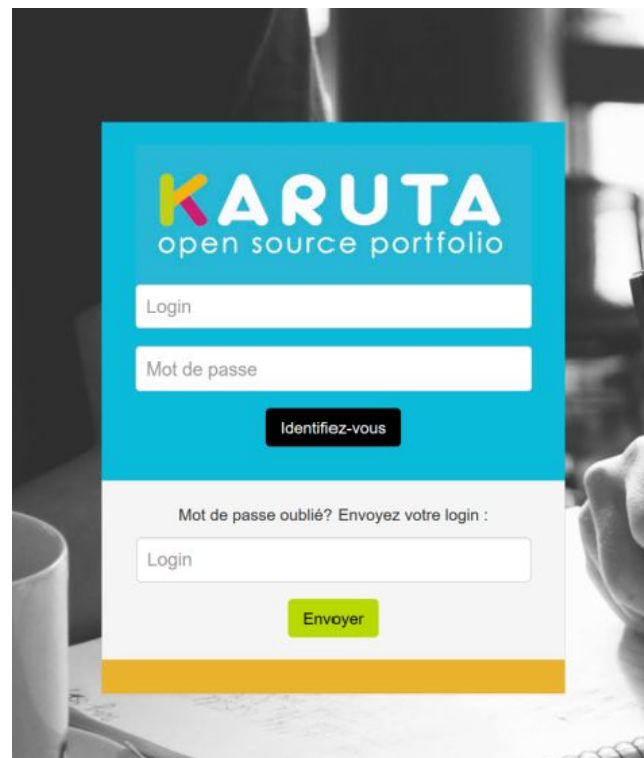 KARUTA
open source portfolio
Login
Mot de passe
Identifiez-vous
Mot de passe oublié? Envoyez votre login :
Login
Envoyer